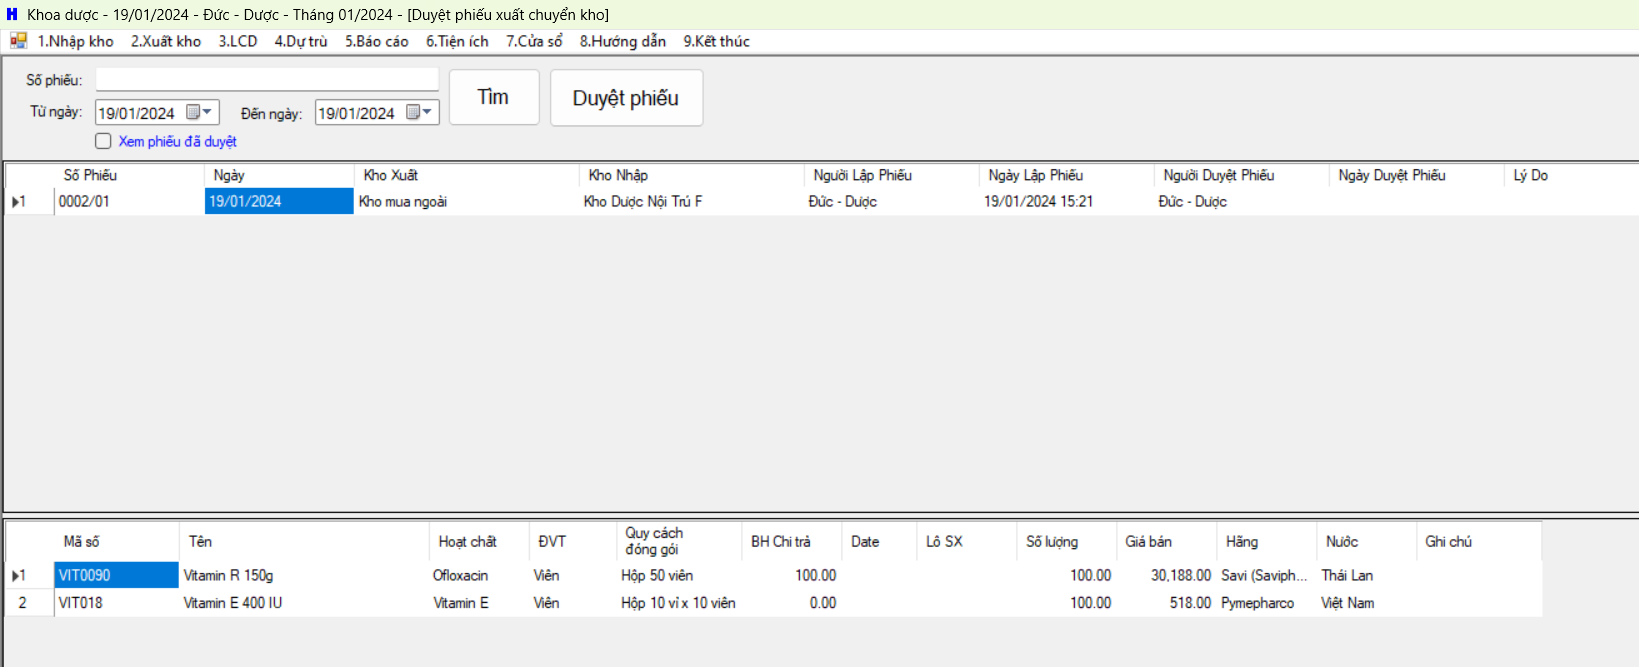 H Khoa dược - 19/01/2024 - Đức - Dược - Tháng 01/2024 - [Duyệt phiếu xuất chuyển kho]
1.Nhập kho 2.Xuất kho 3.LCD 4.Dự trù 5.Báo cáo 6.Tiện ích 7.Cửa sổ 8.Hướng dẫn 9.Kết thúc
Số phiếu: Tìm Duyệt phiếu
Từ ngày: 19/01/2024 Đến ngày: 19/01/2024
Xem phiếu đã duyệt
Số Phiếu Ngày Kho Xuất Kho Nhập Người Lập Phiếu Ngày Lập Phiếu Người Duyệt Phiếu Ngày Duyệt Phiếu Lý Do
1 0002/01 19/01/2024 Kho mua ngoài Kho Dược Nội Trú F Đức - Dược 19/01/2024 15:21 Đức - Dược
Mã số Tên Hoạt chất ĐVT Quy cách đóng gói BH Chi trả Date Lô SX Số lượng Giá bán Hãng Nước Ghi chú
1 VIT0090 Vitamin R 150g Ofloxacin Viên Hộp 50 viên 100.00 100.00 30,188.00 Savi (Saviph... Thái Lan
2 VIT018 Vitamin E 400 IU Vitamin E Viên Hộp 10 vỉ x 10 viên 0.00 100.00 518.00 Pymepharco Việt Nam